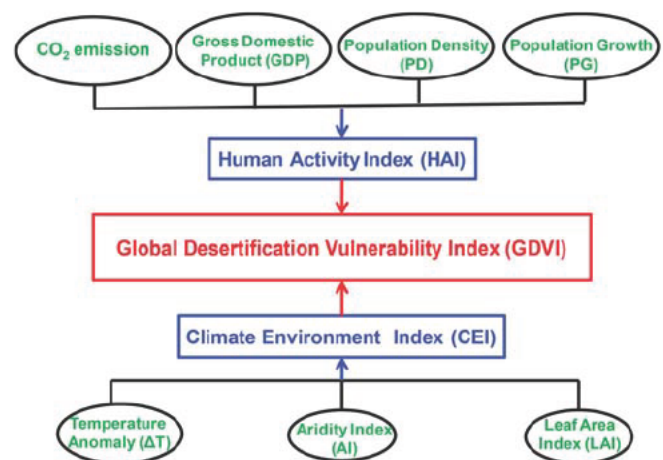 CO₂ emission
Gross Domestic
Product (GDP)
Population Density
(PD)
Population Growth
(PG)
Human Activity Index (HAI)
Global Desertification Vulnerability Index (GDVI)
Climate Environment Index (CEI)
Temperature
Anomaly (ΔT)
Aridity Index
(AI)
Leaf Area
Index (LAI)